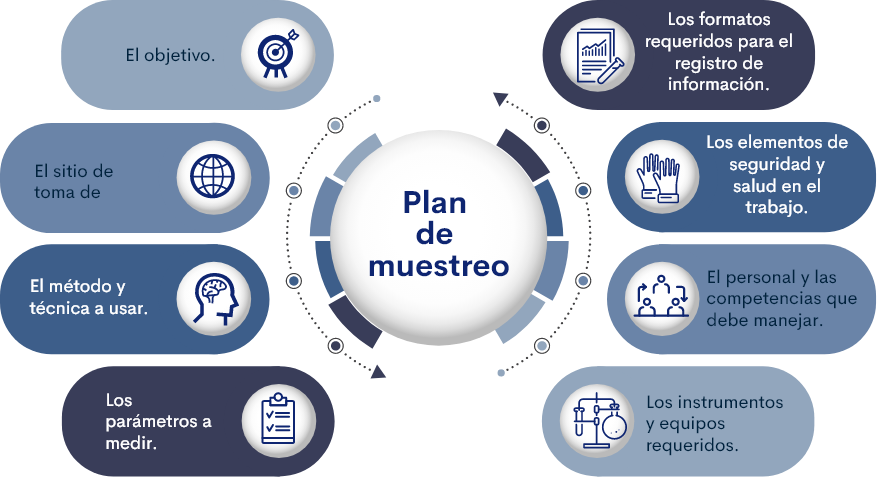 El objetivo.
El sitio de
toma de
El método y
técnica a usar.
Los
parámetros a
medir.
Plan
de
muestreo
Los formatos
requeridos para el
registro de
información.
Los elementos de
seguridad y
salud en el
trabajo.
El personal y las
competencias que
debe manejar.
Los instrumentos
y equipos
requeridos.